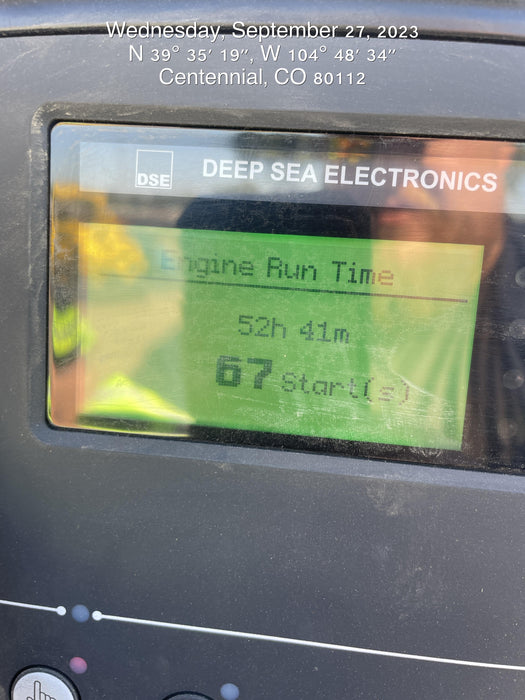 Wednesday, September 27, 2023
N 39° 35' 19", W 104° 48' 34"
Centennial, CO 80112
DSE DEEP SEA ELECTRONICS
Engine Run Time
52h 41m
67 Start(s)